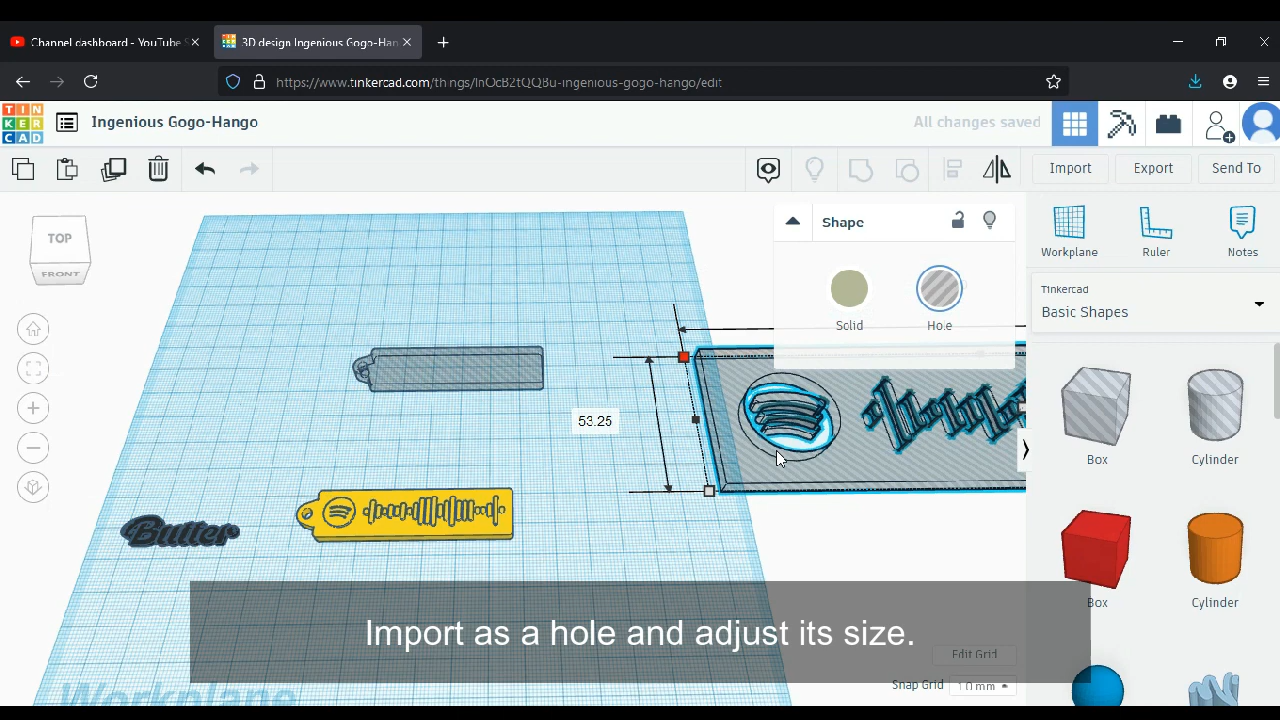 Channel dashboard - YouTube S
3D design Ingenious Gogo-Han
https://www.tinkercad.com/things/InOcB2tQQBu-ingenious-gogo-hango/edit
TIN
KER
CAD
Ingenious Gogo-Hango
All changes saved
Import
Export
Send To
TOP
FRONT
Shape
Solid
Hole
Workplane
Ruler
Notas
Tinkercad
Basic Shapes
53.25
Box
Cylinder
Butter
Box
Cylinder
Import as a hole and adjust its size.
Edit Grid
Snap Grid
Workplane